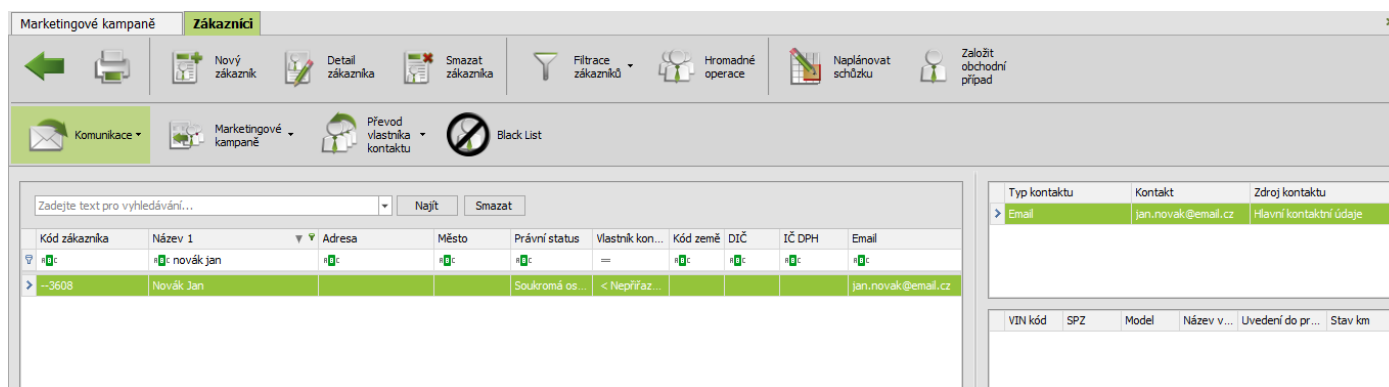 Marketingové kampaně Zákazníci
Nový zákazník
Detail zákazníka
Smazat zákazníka
Filtrace zákazníků
Hromadné operace
Naplánovat schůzku
Založit obchodní případ
Komunikace
Marketingové kampaně
Převod vlastníka kontaktu
Black List
Zadejte text pro vyhledávání... Najít Smazat
Kód zákazníka Název 1 Adresa Město Právní status Vlastník kon... Kód země DIČ IČ DPH Email
novák jan =
--3608 Novák Jan Soukromá os... < Nepřiřaz... jan.novak@email.cz
Typ kontaktu Kontakt Zdroj kontaktu
Email jan.novak@email.cz Hlavní kontaktní údaje
VIN kód SPZ Model Název v... Uvedení do pr... Stav km